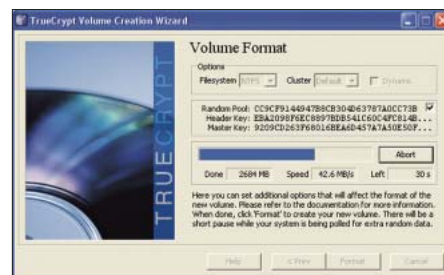 TrueCrypt Volume Creation Wizard
TRUECRYPT
Volume Format
Options
Filesystem NTFS Cluster Default Dynamic
Random Pool: CC9CF9144947B8CB304D63787A0CC73B
Header Key: EBA2098F6EC8897BDB541C60C4FC814B...
Master Key: 9209CD263F68016BEA6D457A7A50E50F...
Abort
Done 2684 MB Speed 42.6 MB/s Left 30 s
Here you can set additional options that will affect the format of the
new volume. Please refer to the documentation for more information.
When done, click 'Format' to create your new volume. There will be a
short pause while your system is being polled for extra random data.
Help < Prev Format Cancel